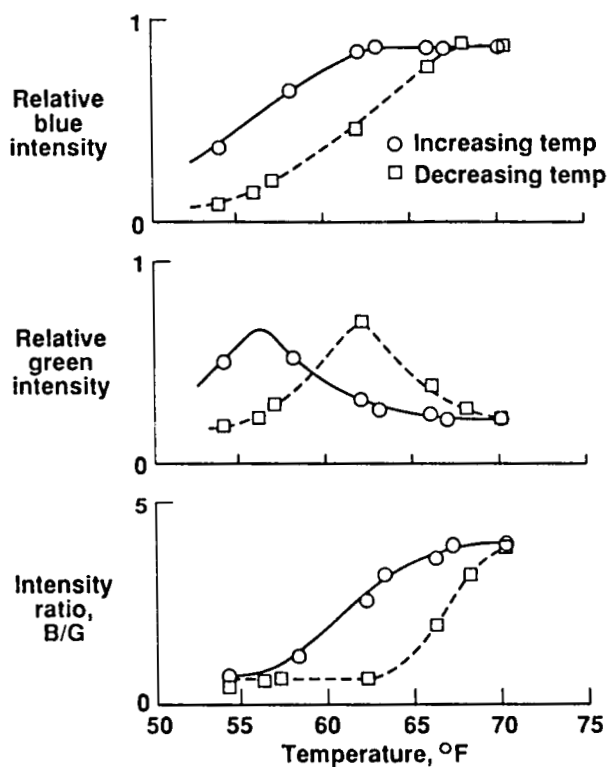 1
Relative
blue
intensity
Increasing temp
Decreasing temp
0
1
Relative
green
intensity
0
5
Intensity
ratio,
B/G
0
50 55 60 65 70 75
Temperature, °F